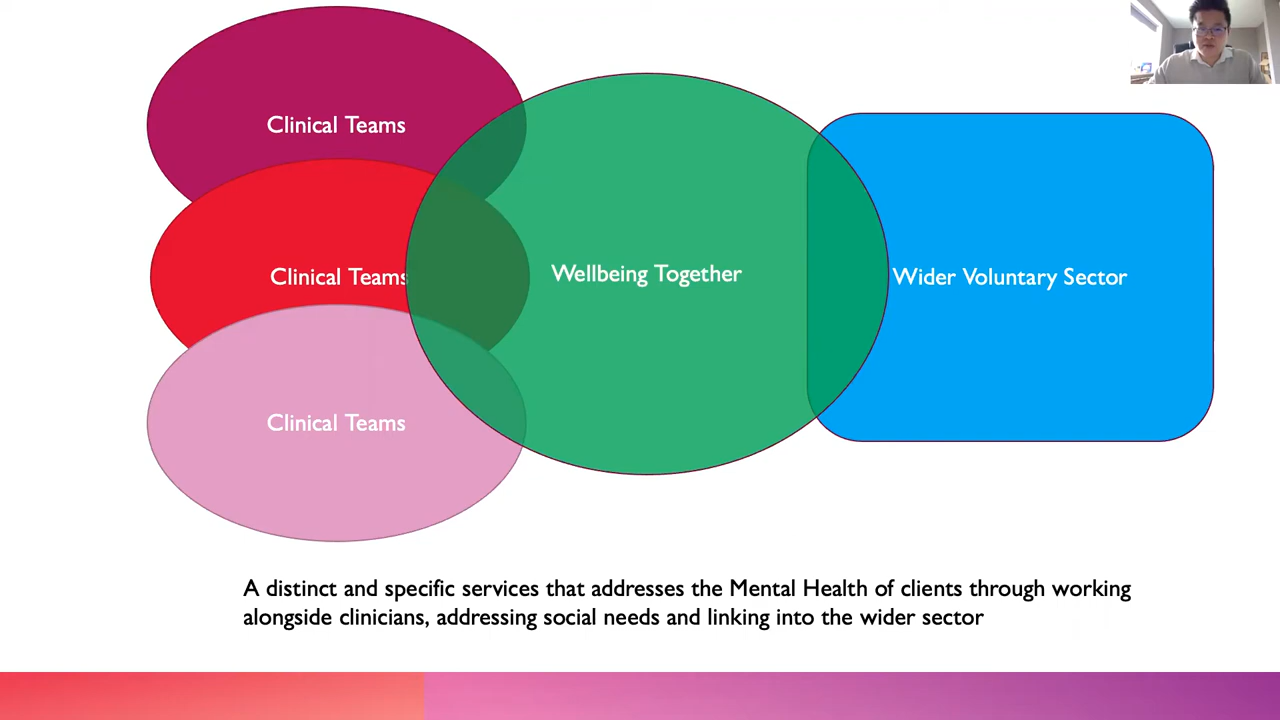 Clinical Teams
Clinical Teams
Wellbeing Together
Wider Voluntary Sector
Clinical Teams
A distinct and specific services that addresses the Mental Health of clients through working
alongside clinicians, addressing social needs and linking into the wider sector